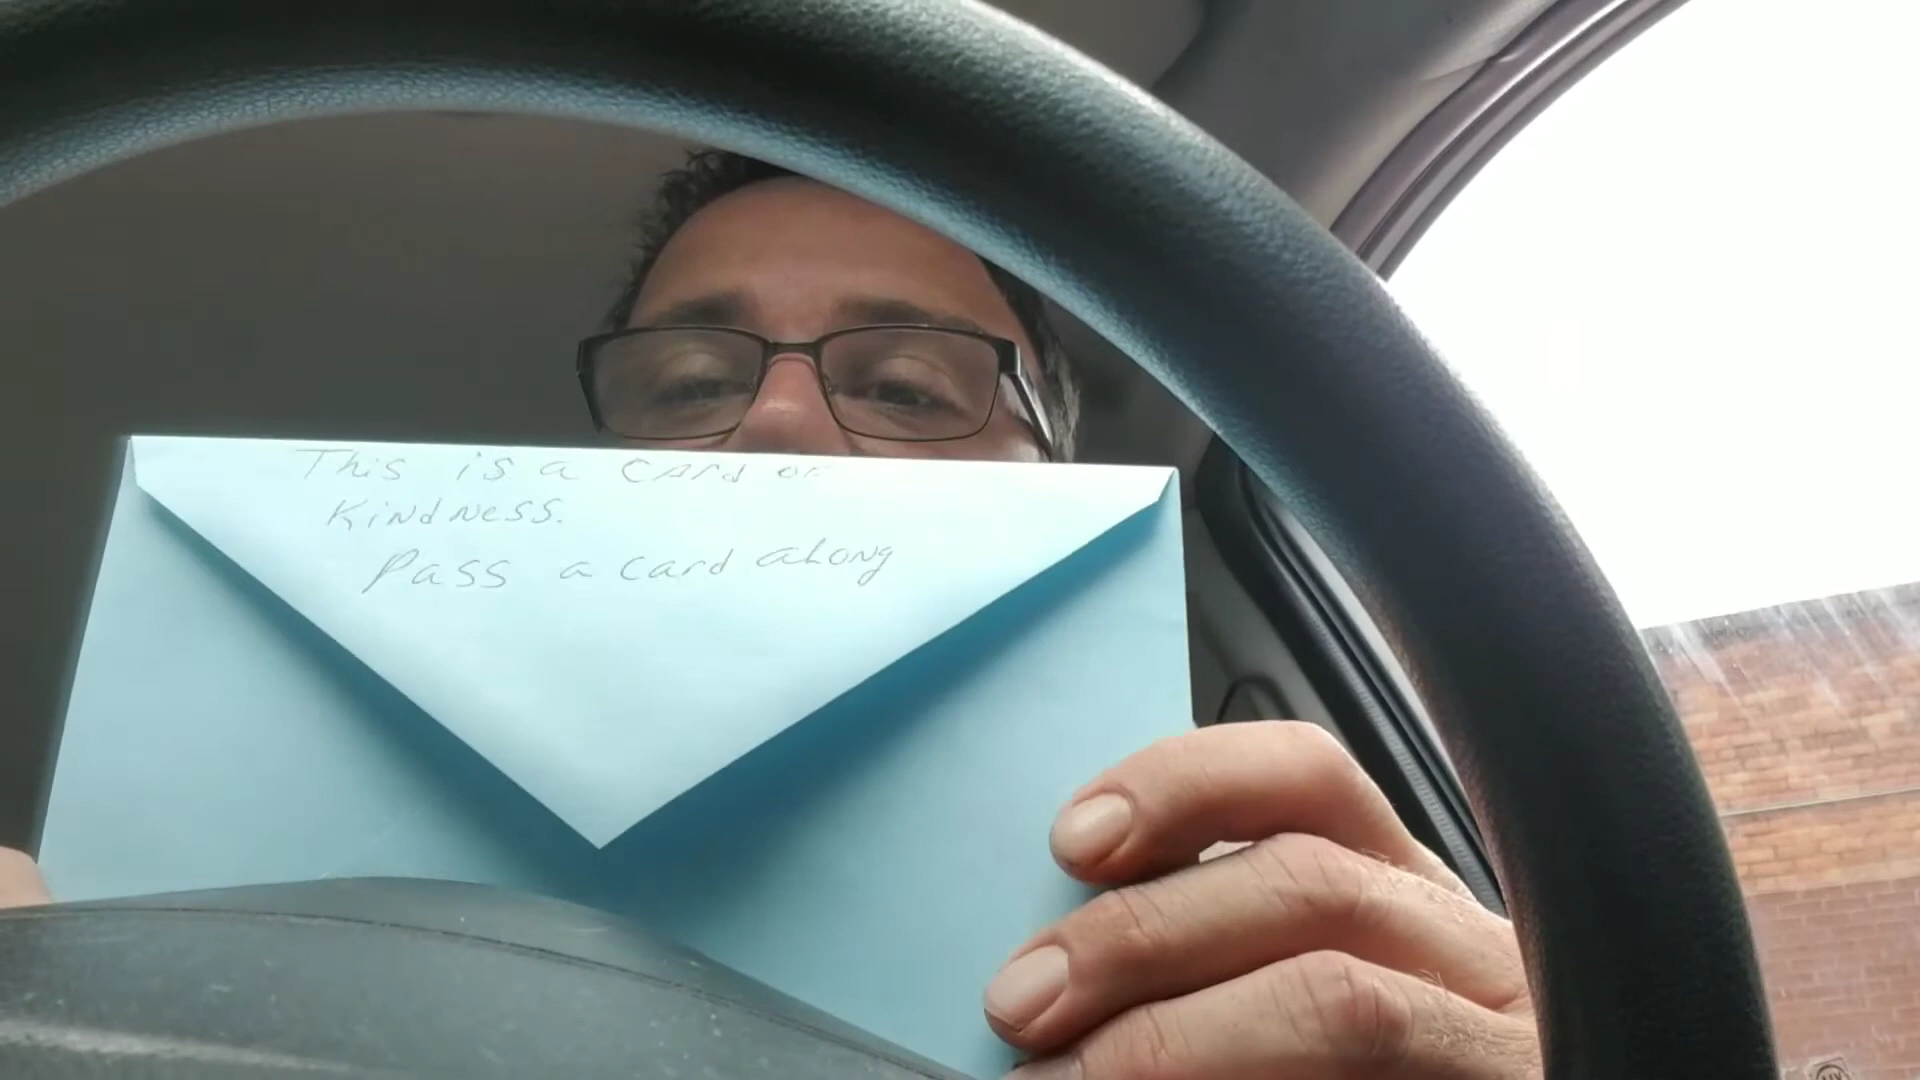 This is a card of
Kindness.
Pass a card along